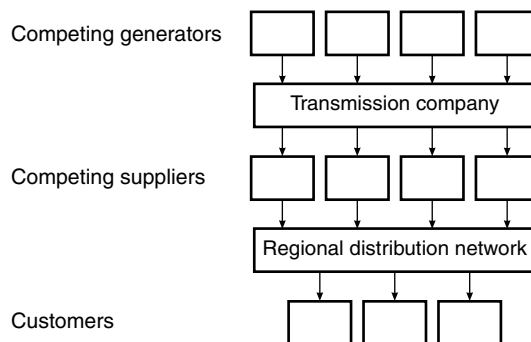 Competing generators
Transmission company
Competing suppliers
Regional distribution network
Customers